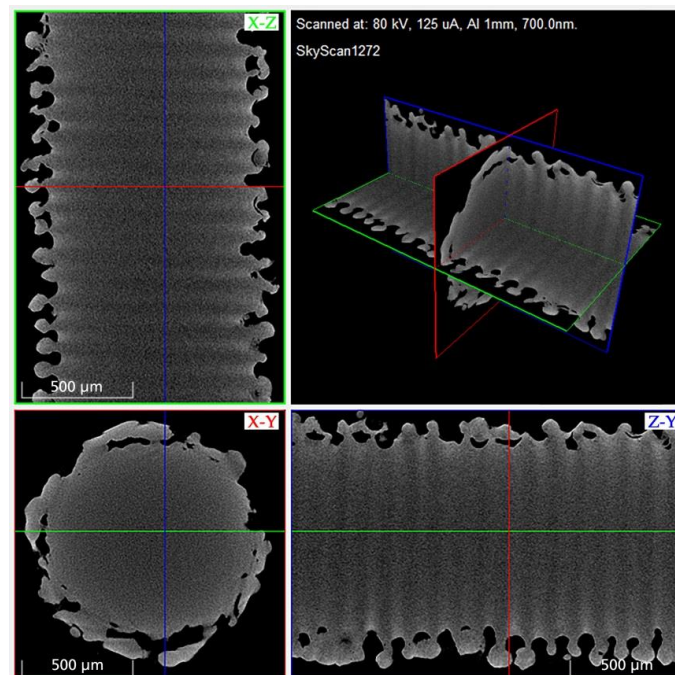 X-Z
Scanned at: 80 kV, 125 uA, Al 1mm, 700.0nm.
SkyScan1272
500 µm
X-Y
Z-Y
500 µm
500 µm